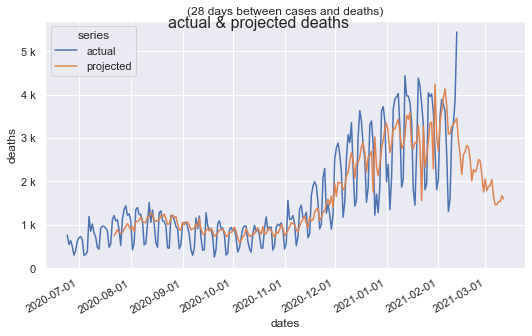 (28 days between cases and deaths)
actual & projected deaths
series
actual
projected
5 k
4 k
3 k
2 k
1 k
0
deaths
2020-07-01
2020-08-01
2020-09-01
2020-10-01
2020-11-01
2020-12-01
2021-01-01
2021-02-01
2021-03-01
dates